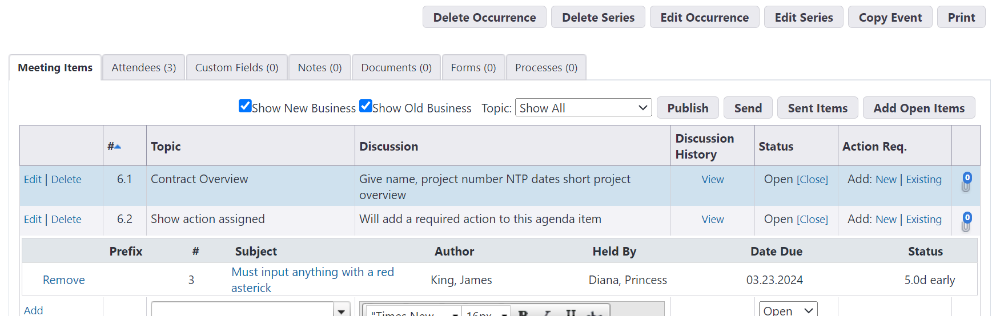 Delete Occurrence Delete Series Edit Occurrence Edit Series Copy Event Print
Meeting Items Attendees (3) Custom Fields (0) Notes (0) Documents (0) Forms (0) Processes (0)
Show New Business Show Old Business Topic: Show All Publish Send Sent Items Add Open Items
# Topic Discussion Discussion History Status Action Req.
Edit | Delete 6.1 Contract Overview Give name, project number NTP dates short project View Open [Close] Add: New | Existing 0
overview
Edit | Delete 6.2 Show action assigned Will add a required action to this agenda item View Open [Close] Add: New | Existing 0
Prefix # Subject Author Held By Date Due Status
Remove 3 Must input anything with a red King, James Diana, Princess 03.23.2024 5.0d early
asterick
Add "Times New 16px B I U abc Open